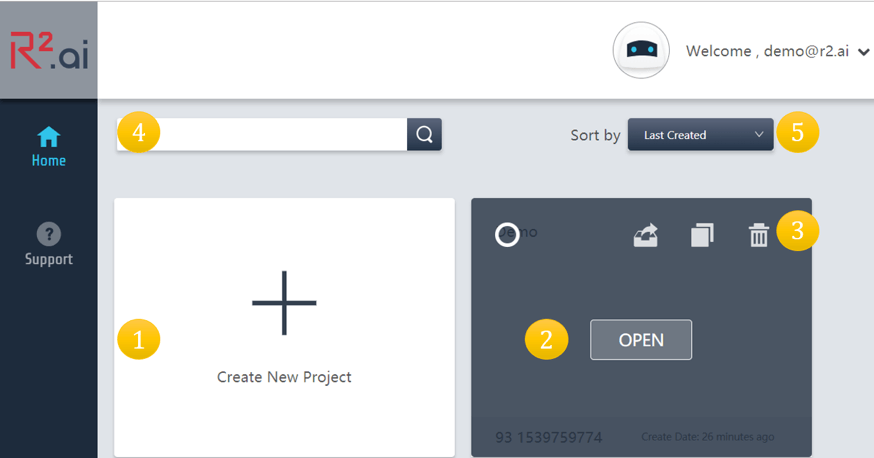 R2.ai
Welcome , demo@r2.ai
4
Sort by
Last Created
5
Home
Demo
3
?
Support
1
2
OPEN
Create New Project
93 1539759774
Create Date: 26 minutes ago